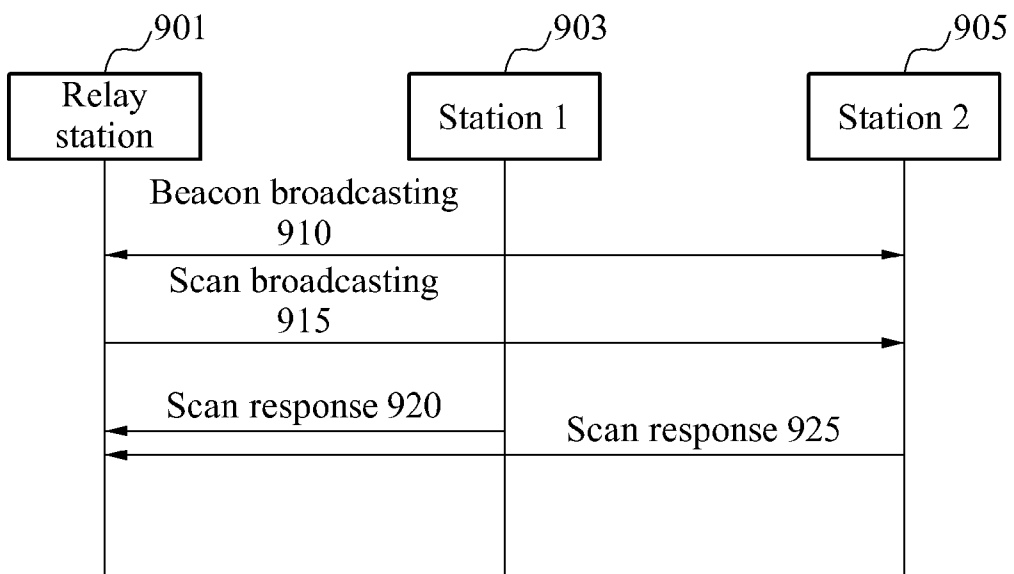 901
903
905
Relay
station
Station 1
Station 2
Beacon broadcasting
910
Scan broadcasting
915
Scan response 920
Scan response 925